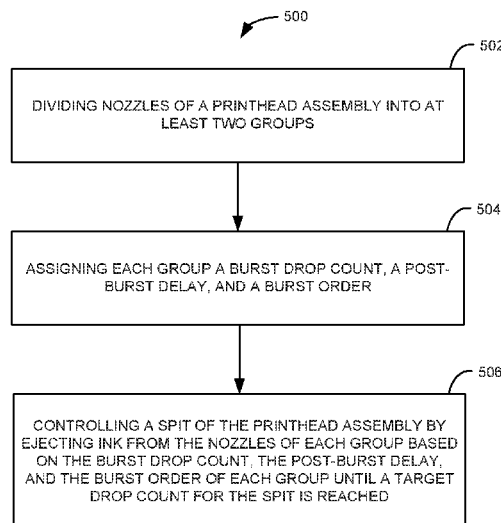 500
502
DIVIDING NOZZLES OF A PRINTHEAD ASSEMBLY INTO AT
LEAST TWO GROUPS
504
ASSIGNING EACH GROUP A BURST DROP COUNT, A POST-
BURST DELAY, AND A BURST ORDER
506
CONTROLLING A SPIT OF THE PRINTHEAD ASSEMBLY BY
EJECTING INK FROM THE NOZZLES OF EACH GROUP BASED
ON THE BURST DROP COUNT, THE POST-BURST DELAY,
AND THE BURST ORDER OF EACH GROUP UNTIL A TARGET
DROP COUNT FOR THE SPIT IS REACHED